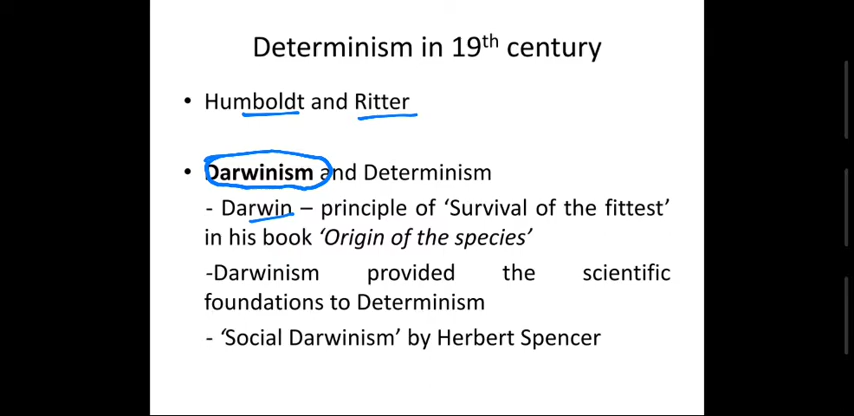 Determinism in 19th century
• Humboldt and Ritter
• Darwinism and Determinism
- Darwin – principle of ‘Survival of the fittest’
in his book ‘Origin of the species’
-Darwinism provided the scientific
foundations to Determinism
- ‘Social Darwinism’ by Herbert Spencer